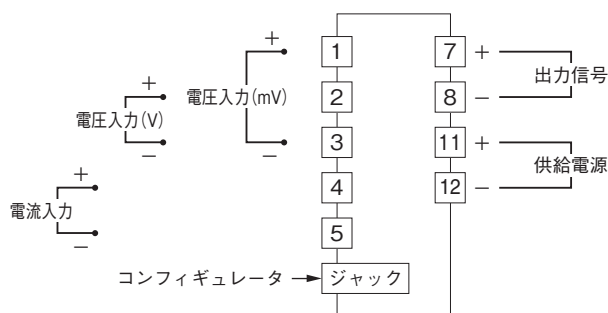 1
7
+
+
出力信号
電圧入力(mV)
+
電圧入力(V)
−
2
8
−
−
3
11
+
供給電源
+
電流入力
−
4
12
−
5
コンフィギュレータ
ジャック